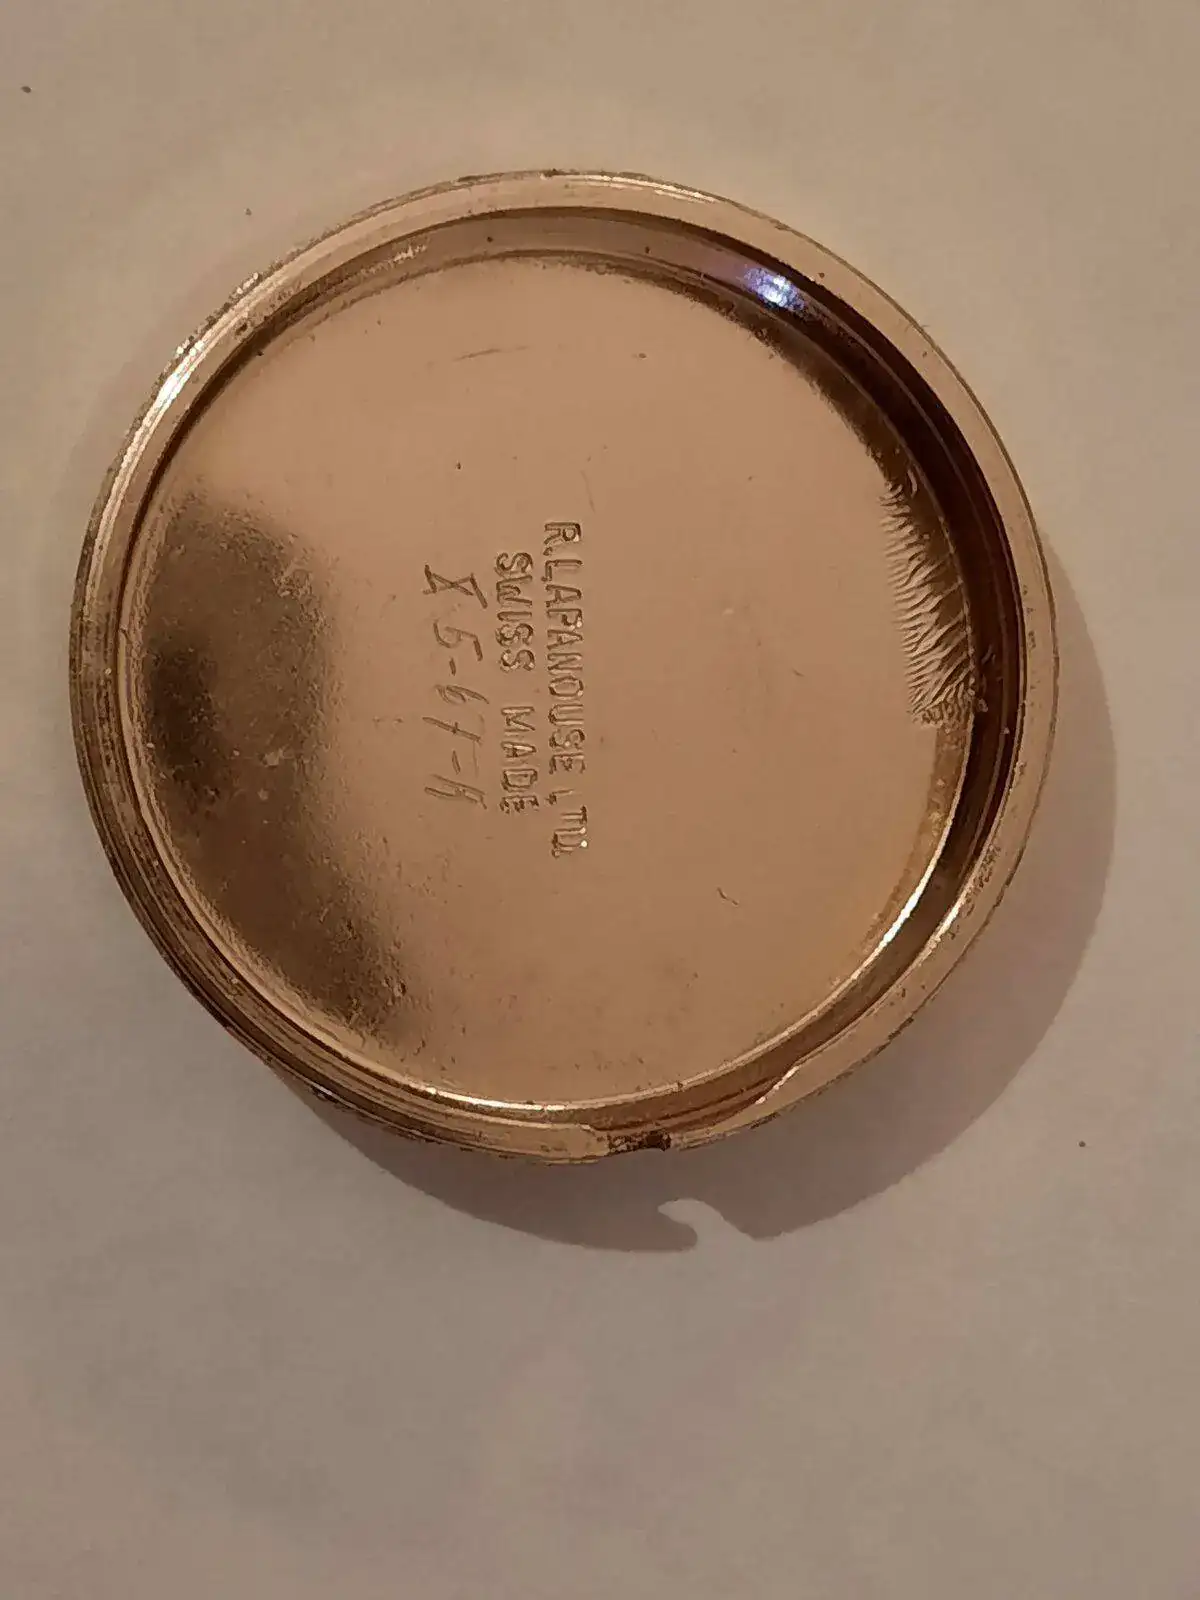 R.LAPANOUSE LTD.
SWISS MADE
X 5-67-H